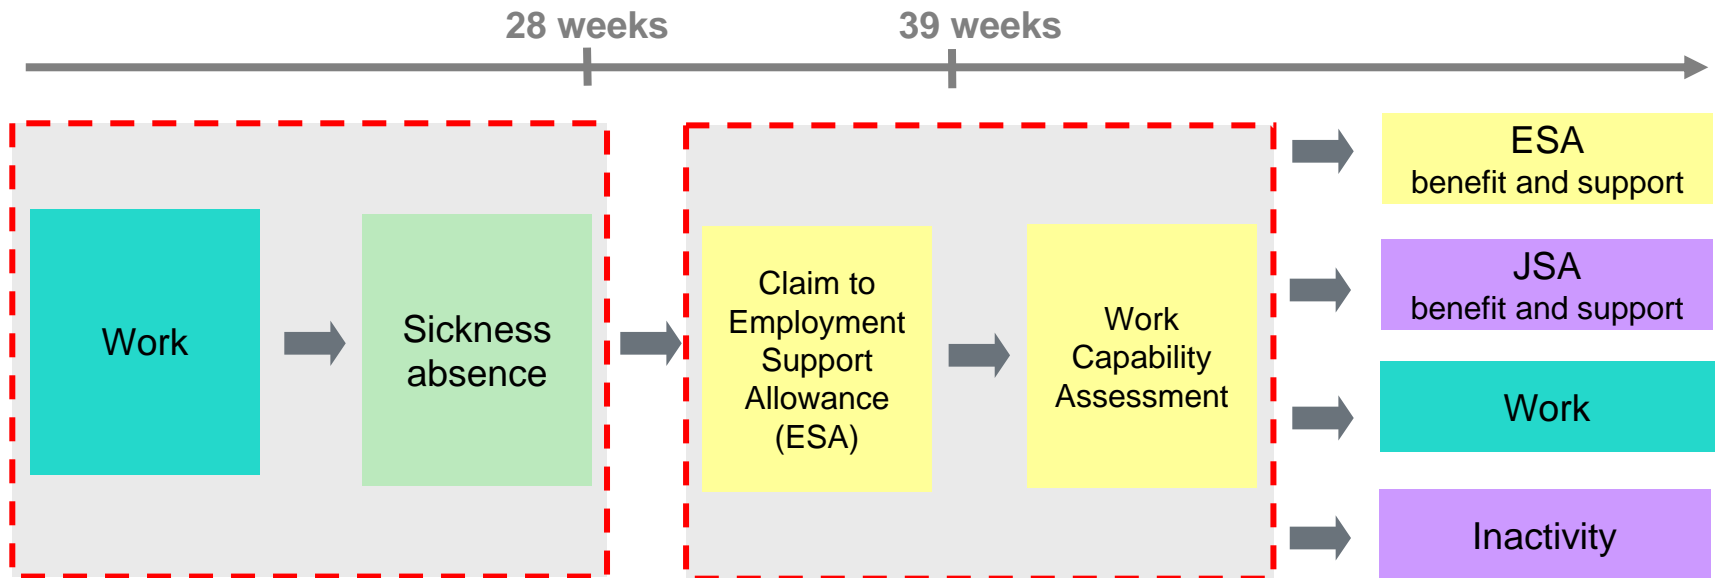 28 weeks
39 weeks
Work
Sickness
absence
Claim to
Employment
Support
Allowance
(ESA)
Work
Capability
Assessment
ESA
benefit and support
JSA
benefit and support
Work
Inactivity